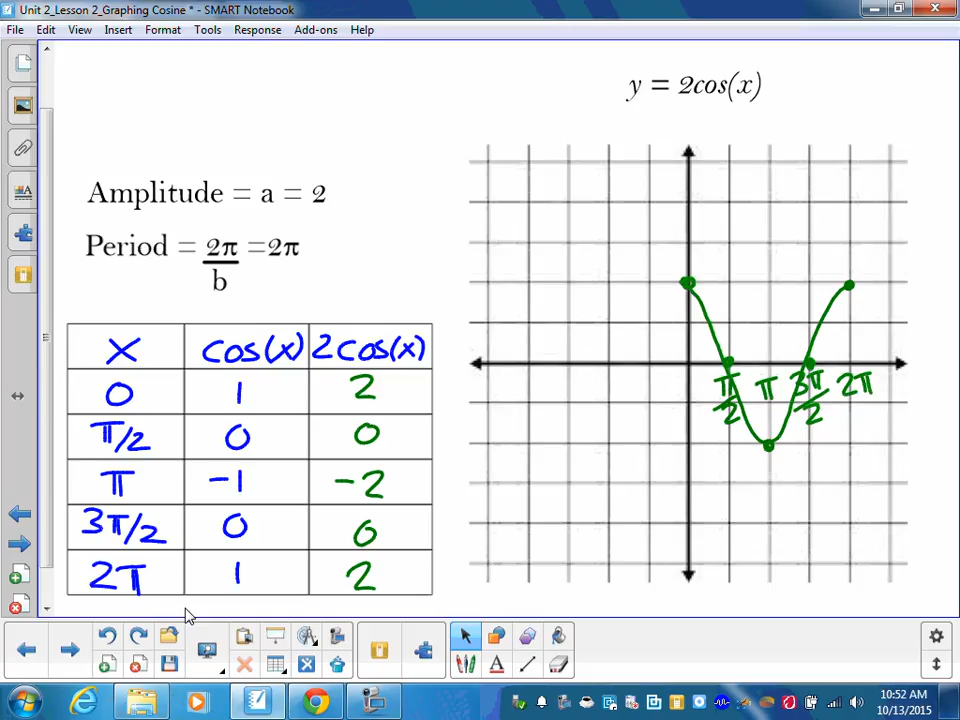 Unit 2_Lesson 2_Graphing Cosine * - SMART Notebook
File Edit View Insert Format Tools Response Add-ons Help
y = 2cos(x)
Amplitude = a = 2
Period = 2π/b =2π
X cos(x) 2cos(x)
0 1 2
π/2 0 0
π -1 -2
3π/2 0 0
2π 1 2
π/2 π 3π/2 2π
10:52 AM
10/13/2015